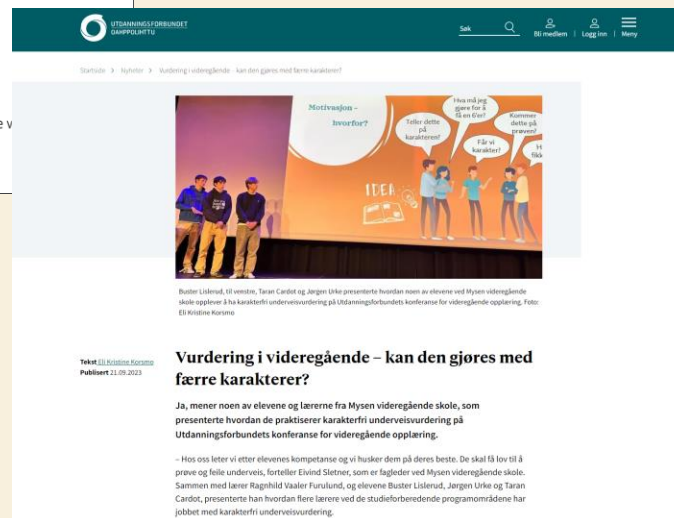 UTDANNINGSFORBUNDET
OAHPPOLIHTTU
Søk
Bli medlem | Logg inn | Meny
Startside > Nyheter > Vurdering i videregående – kan den gjøres med færre karakterer?
Motivasjon -
hvorfor?
Teller dette
på
karakteren?
Hva må jeg
gjøre for å
få en 6'er?
Kommer
dette på
prøven?
Får vi
karakter?
H
fikk
IDEA
Buster Lislerud, til venstre, Taran Cardot og Jørgen Urke presenterte hvordan noen av elevene ved Mysen videregående
skole opplever å ha karakterfri underveisvurdering på Utdanningsforbundets konferanse for videregående opplæring. Foto:
Eli Kristine Korsmo
Tekst Eli Kristine Korsmo
Publisert 21.09.2023
Vurdering i videregående – kan den gjøres med
færre karakterer?
Ja, mener noen av elevene og lærerne fra Mysen videregående skole, som
presenterte hvordan de praktiserer karakterfri underveisvurdering på
Utdanningsforbundets konferanse for videregående opplæring.
– Hos oss leter vi etter elevenes kompetanse og vi husker dem på deres beste. De skal få lov til å
prøve og feile underveis, forteller Eivind Sletner, som er fagleder ved Mysen videregående skole.
Sammen med lærer Ragnhild Vaaler Furulund, og elevene Buster Lislerud, Jørgen Urke og Taran
Cardot, presenterte han hvordan flere lærere ved de studieforberedende programområdene har
jobbet med karakterfri underveisvurdering.